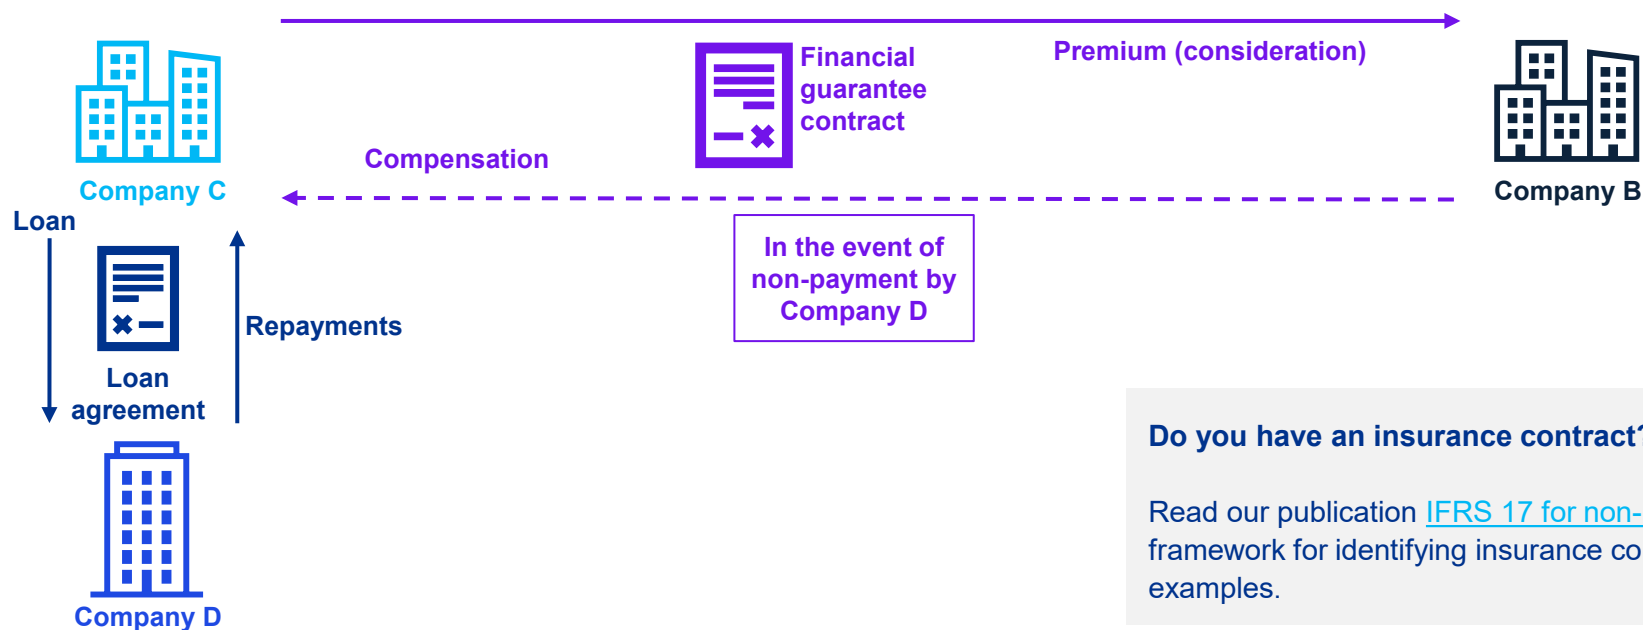 Premium (consideration)
Financial
guarantee
contract
Compensation
Company C
Company B
Loan
In the event of
non-payment by
Company D
Repayments
Loan
agreement
Company D
Do you have an insurance contract?
Read our publication IFRS 17 for non-
framework for identifying insurance co
examples.